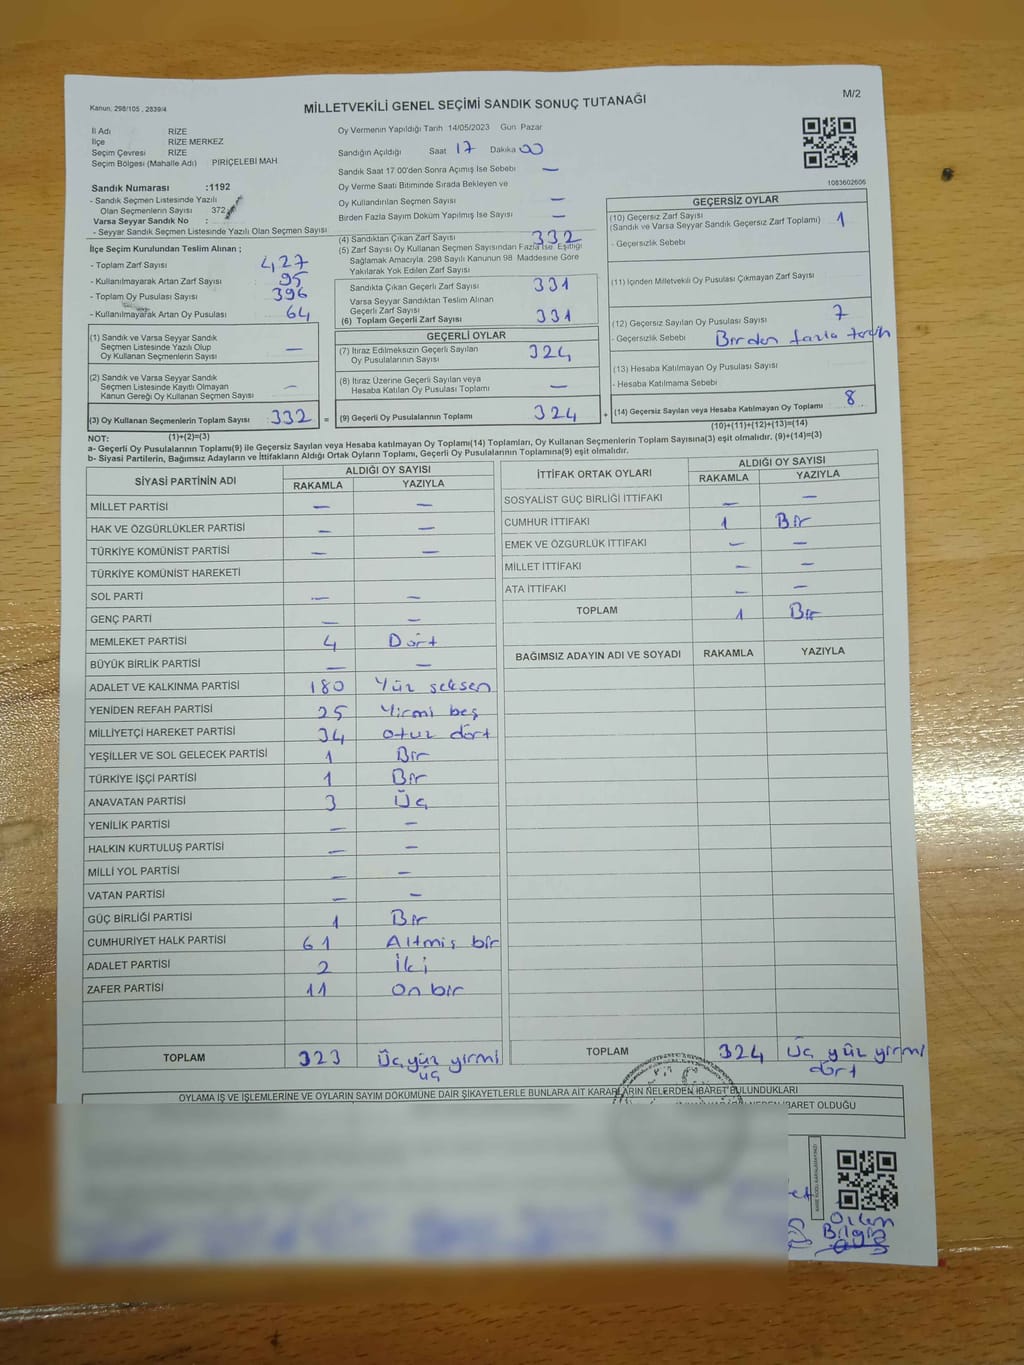 Kanun, 298/105 , 2839/4
MİLLETVEKİLİ GENEL SEÇİMİ SANDIK SONUÇ TUTANAĞI
M/2
İl Adı RİZE
İlçe RİZE MERKEZ
Seçim Çevresi RİZE
Seçim Bölgesi (Mahalle Adı) PİRİÇELEBİ MAH
Sandık Numarası :1192
- Sandık Seçmen Listesinde Yazılı
Olan Seçmenlerin Sayısı 372
Varsa Seyyar Sandık No :
- Seyyar Sandık Seçmen Listesinde Yazılı Olan Seçmen Sayısı
Oy Vermenin Yapıldığı Tarih 14/05/2023 Gün Pazar
Sandığın Açıldığı Saat 17 Dakika 00
Sandık Saat 17 00'den Sonra Açımış İse Sebebi —
Oy Verme Saati Bitiminde Sırada Bekleyen ve
Oy Kullandırılan Seçmen Sayısı —
Birden Fazla Sayım Döküm Yapılmış İse Sayısı —
1083602606
İlçe Seçim Kurulundan Teslim Alınan ;
- Toplam Zarf Sayısı 427
- Kullanılmayarak Artan Zarf Sayısı 95
- Toplam Oy Pusulası Sayısı 396
- Kullanılmayarak Artan Oy Pusulası 64
(1) Sandık ve Varsa Seyyar Sandık
Seçmen Listesinde Yazılı Olup
Oy Kullanan Seçmenlerin Sayısı —
(2) Sandık ve Varsa Seyyar Sandık
Seçmen Listesinde Kayıtlı Olmayan
Kanun Gereği Oy Kullanan Seçmen Sayısı —
(3) Oy Kullanan Seçmenlerin Toplam Sayısı 332 =
(1)+(2)=(3)
(4) Sandıktan Çıkan Zarf Sayısı 332
(5) Zarf Sayısı Oy Kullanan Seçmen Sayısından Fazla İse, Eşitliği
Sağlamak Amacıyla, 298 Sayılı Kanunun 98 Maddesine Göre
Yakılarak Yok Edilen Zarf Sayısı
Sandıkta Çıkan Geçerli Zarf Sayısı 331
Varsa Seyyar Sandıktan Teslim Alınan
Geçerli Zarf Sayısı
(6) Toplam Geçerli Zarf Sayısı 331
GEÇERLİ OYLAR
(7) İtiraz Edilmeksizin Geçerli Sayılan
Oy Pusulalarının Sayısı 324
(8) İtiraz Üzerine Geçerli Sayılan veya
Hesaba Katılan Oy Pusulası Toplamı —
(9) Geçerli Oy Pusulalarının Toplamı 324 +
GEÇERSİZ OYLAR
(10) Geçersiz Zarf Sayısı
(Sandık ve Varsa Seyyar Sandık Geçersiz Zarf Toplamı) 1
- Geçersizlik Sebebi
(11) İçinden Milletvekili Oy Pusulası Çıkmayan Zarf Sayısı
(12) Geçersiz Sayılan Oy Pusulası Sayısı 7
- Geçersizlik Sebebi Birden fazla tercih
(13) Hesaba Katılmayan Oy Pusulası Sayısı
- Hesaba Katılmama Sebebi
(14) Geçersiz Sayılan veya Hesaba Katılmayan Oy Toplamı 8
(10)+(11)+(12)+(13)=(14)
NOT:
a- Geçerli Oy Pusulalarının Toplamı(9) ile Geçersiz Sayılan veya Hesaba katılmayan Oy Toplamı(14) Toplamları, Oy Kullanan Seçmenlerin Toplam Sayısına(3) eşit olmalıdır. (9)+(14)=(3)
b- Siyasi Partilerin, Bağımsız Adayların ve İttifakların Aldığı Ortak Oyların Toplamı, Geçerli Oy Pusulalarının Toplamına(9) eşit olmalıdır.
SİYASİ PARTİNİN ADI ALDIĞI OY SAYISI
RAKAMLA YAZIYLA
MİLLET PARTİSİ — —
HAK VE ÖZGÜRLÜKLER PARTİSİ — —
TÜRKİYE KOMÜNİST PARTİSİ — —
TÜRKİYE KOMÜNİST HAREKETİ
SOL PARTİ — —
GENÇ PARTİ — —
MEMLEKET PARTİSİ 4 Dört
BÜYÜK BİRLİK PARTİSİ — —
ADALET VE KALKINMA PARTİSİ 180 Yüz seksen
YENİDEN REFAH PARTİSİ 25 Yirmi beş
MİLLİYETÇİ HAREKET PARTİSİ 34 Otuz dört
YEŞİLLER VE SOL GELECEK PARTİSİ 1 Bir
TÜRKİYE İŞÇİ PARTİSİ 1 Bir
ANAVATAN PARTİSİ 3 Üç
YENİLİK PARTİSİ — —
HALKIN KURTULUŞ PARTİSİ — —
MİLLİ YOL PARTİSİ — —
VATAN PARTİSİ — —
GÜÇ BİRLİĞİ PARTİSİ 1 Bir
CUMHURİYET HALK PARTİSİ 61 Altmış bir
ADALET PARTİSİ 2 İki
ZAFER PARTİSİ 11 On bir
TOPLAM 323 Üçyüz yirmi
üç
İTTİFAK ORTAK OYLARI ALDIĞI OY SAYISI
RAKAMLA YAZIYLA
SOSYALİST GÜÇ BİRLİĞİ İTTİFAKI — —
CUMHUR İTTİFAKI 1 Bir
EMEK VE ÖZGÜRLÜK İTTİFAKI — —
MİLLET İTTİFAKI — —
ATA İTTİFAKI — —
TOPLAM 1 Bir
BAĞIMSIZ ADAYIN ADI VE SOYADI RAKAMLA YAZIYLA
TOPLAM 324 Üç yüz yirmi
dört
OYLAMA İŞ VE İŞLEMLERİNE VE OYLARIN SAYIM DÖKÜMÜNE DAİR ŞİKAYETLERLE BUNLARA AİT KARARLARIN NELERDEN İBARET BULUNDUKLARI
İBARET OLDUĞU
Bilgin